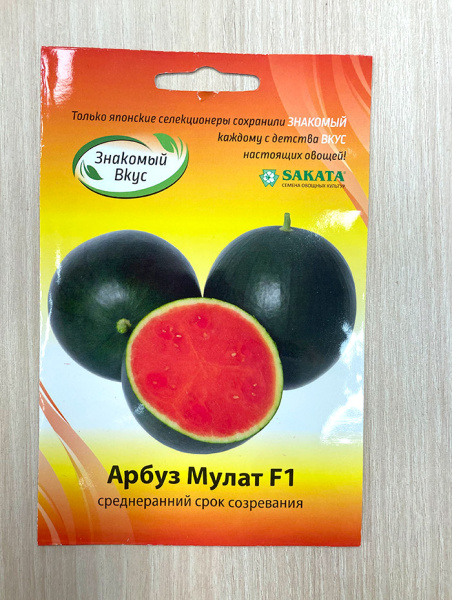 Только японские селекционеры сохранили ЗНАКОМЫЙ
каждому с детства ВКУС
настоящих овощей!
Знакомый
Вкус
SAKATA®
СЕМЕНА ОВОЩНЫХ КУЛЬТУР
Арбуз Мулат F1
среднеранний срок созревания